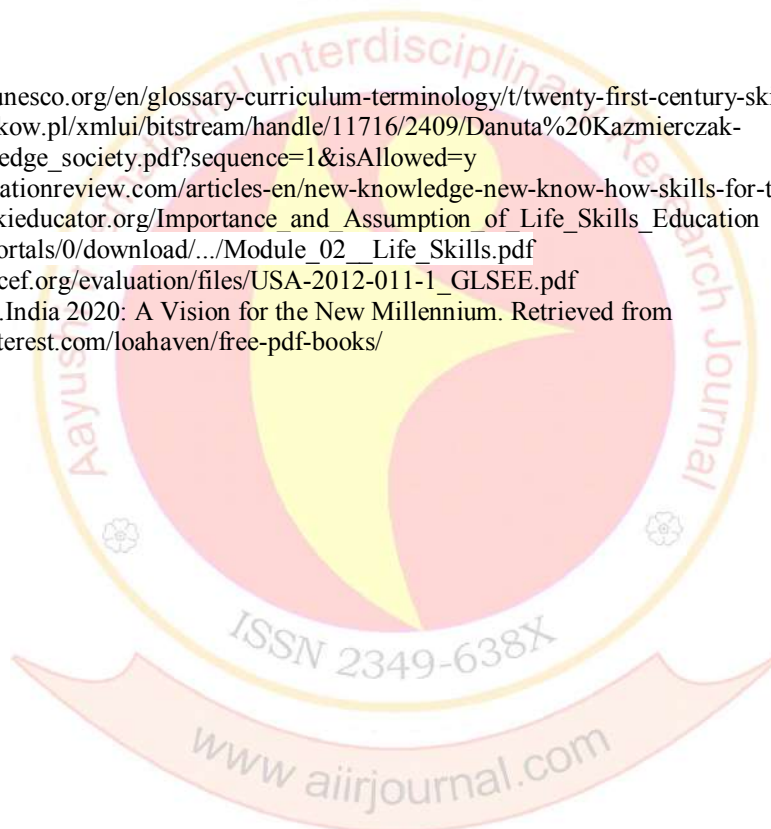 unesco.org/en/glossary-curriculum-terminology/t/twenty-first-century-ski
kow.pl/xmlui/bitstream/handle/11716/2409/Danuta%20Kazmierczak-
edge_society.pdf?sequence=1&isAllowed=y
ationreview.com/articles-en/new-knowledge-new-know-how-skills-for-t
kieducator.org/Importance_and_Assumption_of_Life_Skills_Education
ortals/0/download/.../Module_02__Life_Skills.pdf
cef.org/evaluation/files/USA-2012-011-1_GLSEE.pdf
.India 2020: A Vision for the New Millennium. Retrieved from
terest.com/loahaven/free-pdf-books/
Aayushi International Interdisciplinary Research Journal
ISSN 2349-638X
www aiirjournal.com